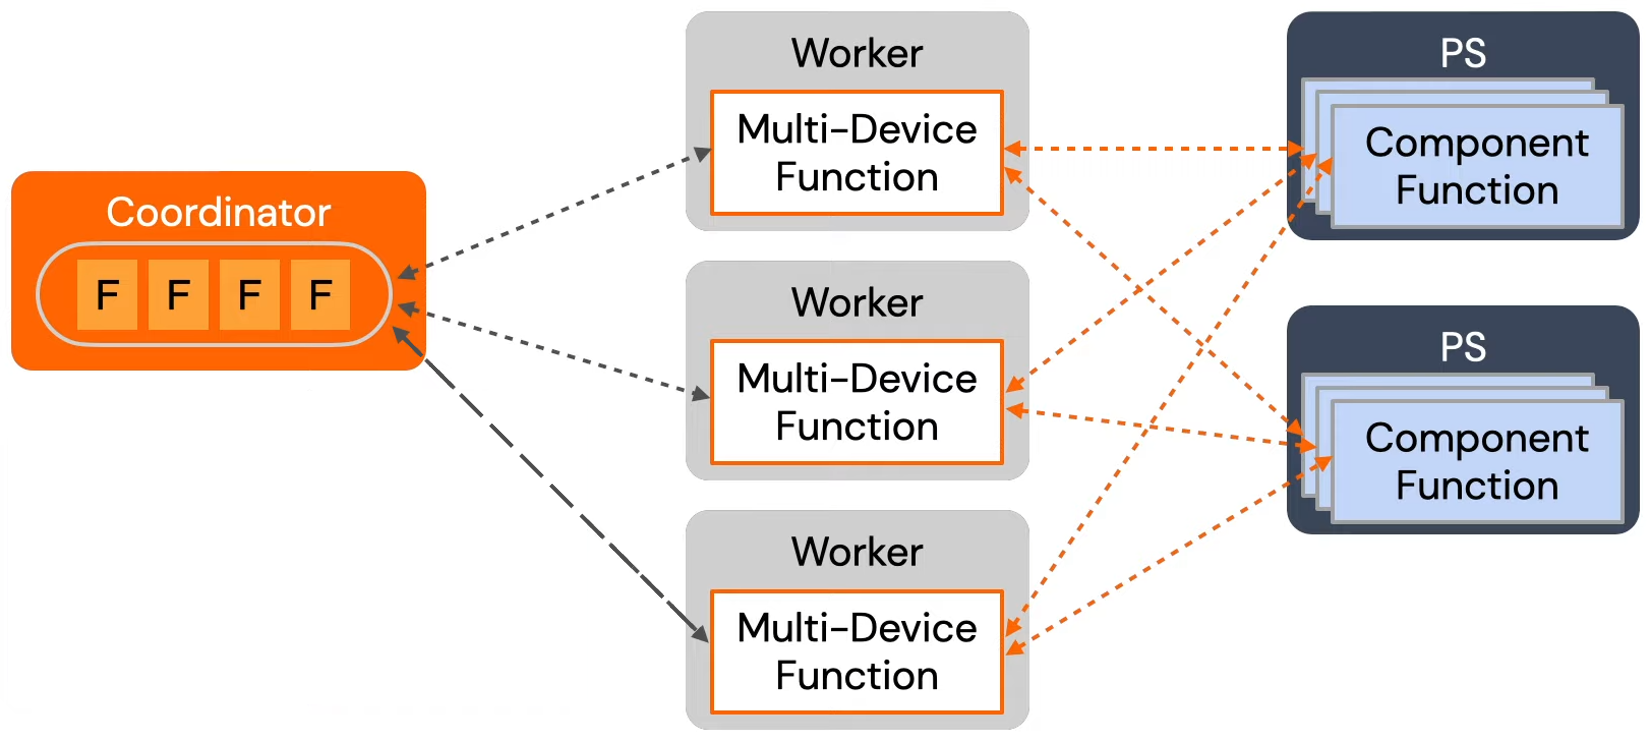 Coordinator
F F F F
Worker
Multi-Device
Function
Worker
Multi-Device
Function
Worker
Multi-Device
Function
PS
Component
Function
PS
Component
Function